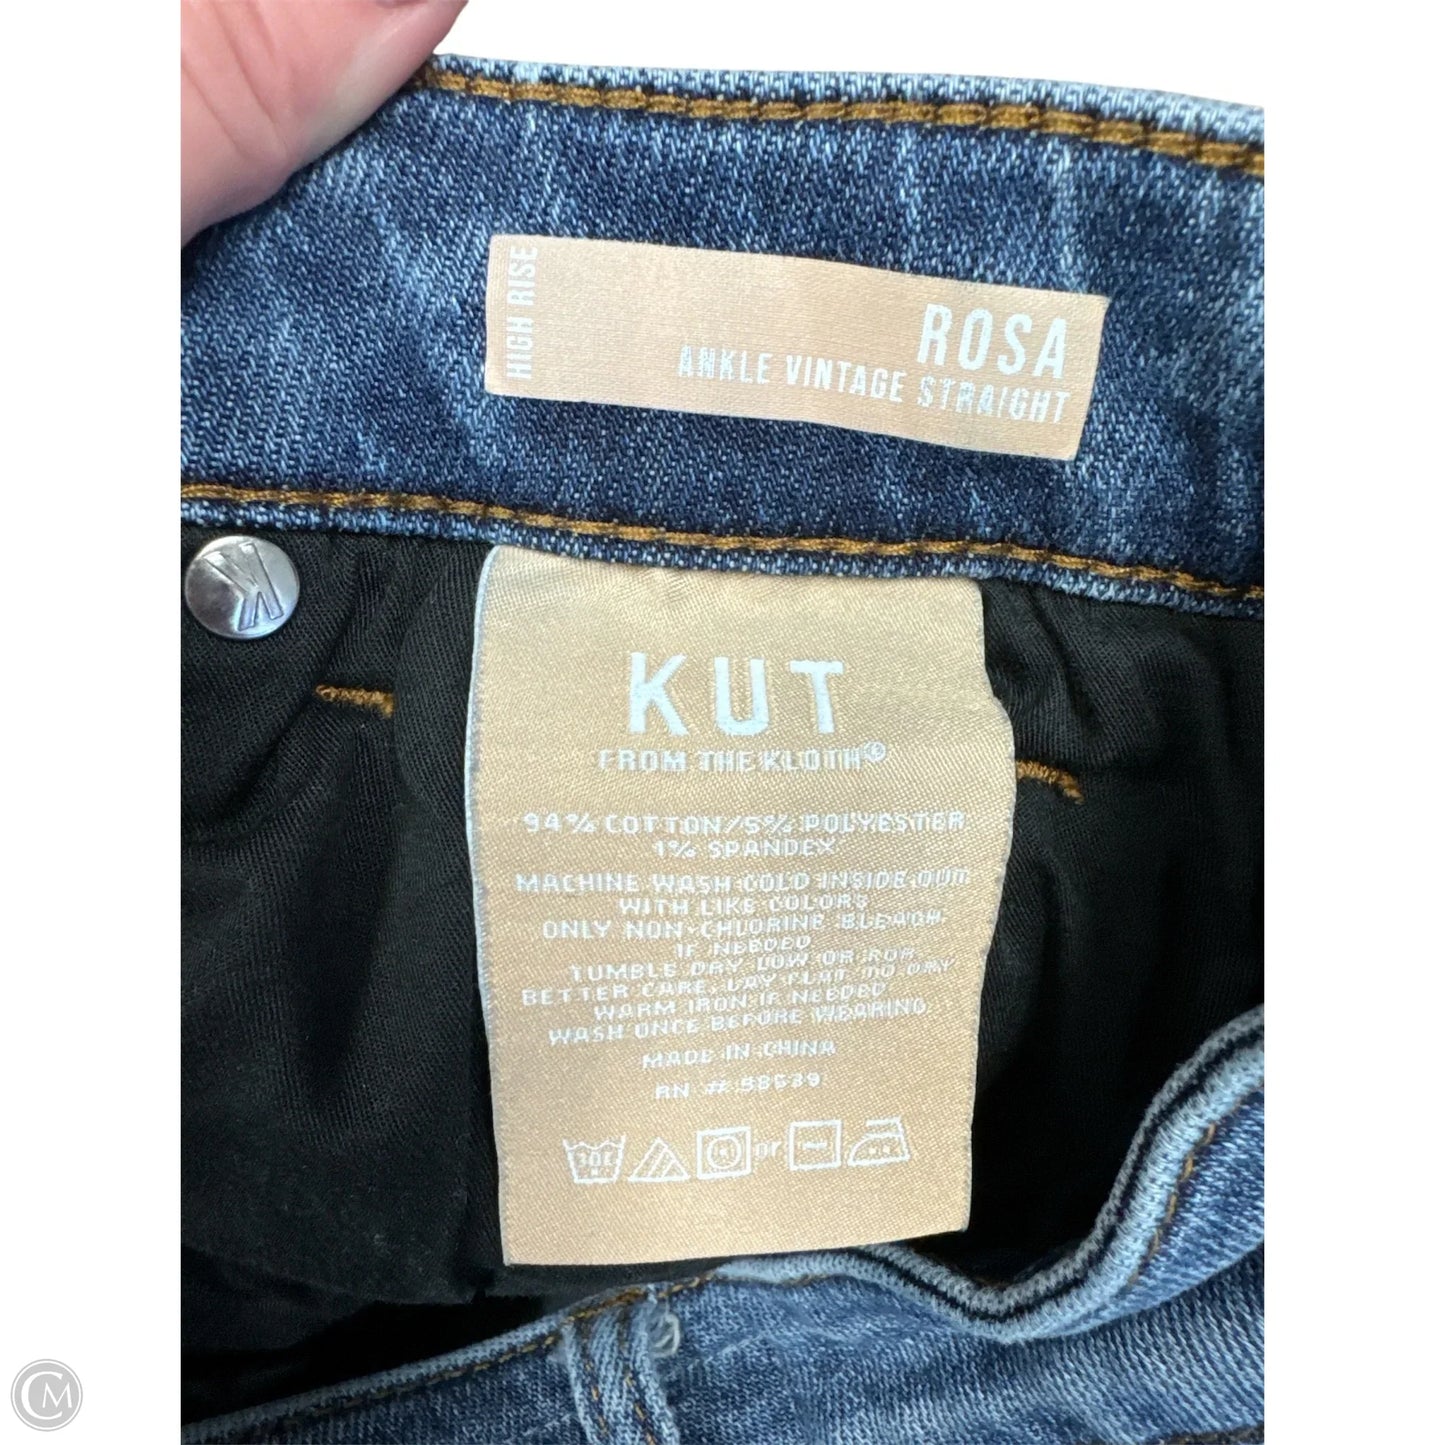 HIGH RISE
ROSA
ANKLE VINTAGE STRAIGHT
K
KUT
FROM THE KLOTH®
94% COTTON/5% POLYESTER
1% SPANDEX
MACHINE WASH COLD INSIDE OUT
WITH LIKE COLORS
ONLY NON-CHLORINE BLEACH
IF NEEDED
TUMBLE DRY LOW OR FOR
BETTER CARE, LAY FLAT TO DRY
WARM IRON IF NEEDED
WASH ONCE BEFORE WEARING
MADE IN CHINA
RN #
or
CM